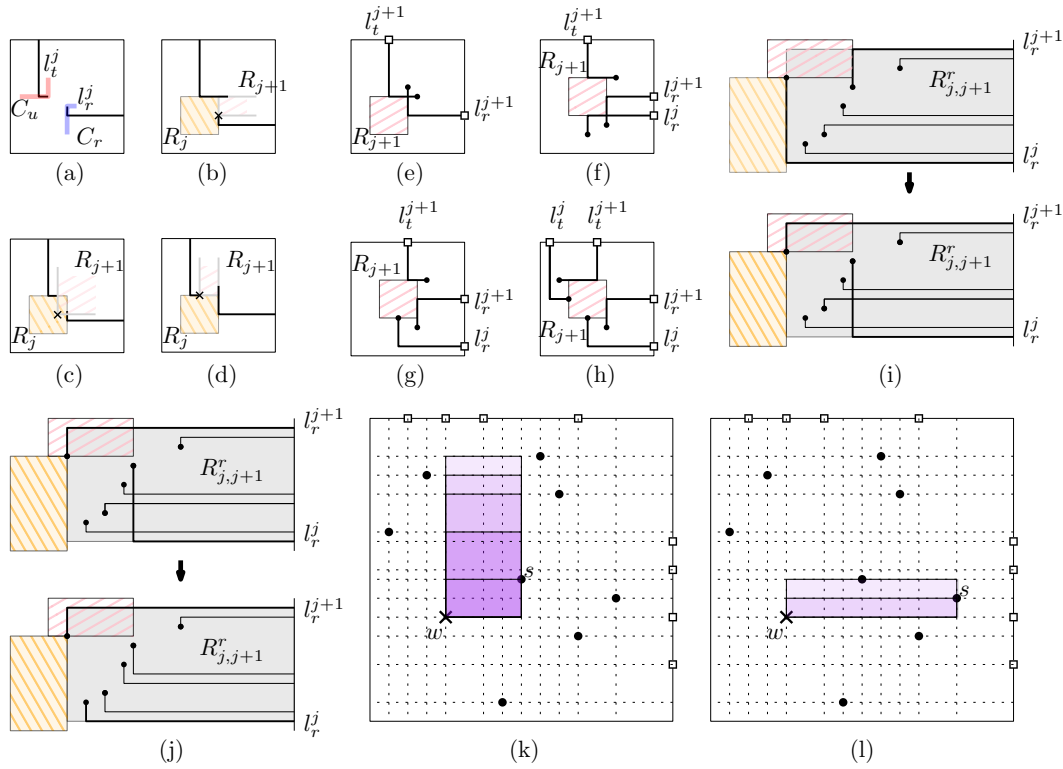 l_t^j
l_r^j
C_u
C_r
(a)
R_{j+1}
R_j
(b)
l_t^{j+1}
l_r^{j+1}
R_{j+1}
(e)
l_t^{j+1}
R_{j+1}
l_r^{j+1}
l_r^j
(f)
l_r^{j+1}
R_{j,j+1}^r
l_r^j
l_r^{j+1}
R_{j,j+1}^r
l_r^j
(i)
R_{j+1}
R_j
(c)
R_{j+1}
R_j
(d)
l_t^{j+1}
R_{j+1}
l_r^{j+1}
l_r^j
(g)
l_t^j l_t^{j+1}
l_r^{j+1}
R_{j+1}
l_r^j
(h)
l_r^{j+1}
R_{j,j+1}^r
l_r^j
l_r^{j+1}
R_{j,j+1}^r
l_r^j
(j)
s
w
(k)
s
w
(l)